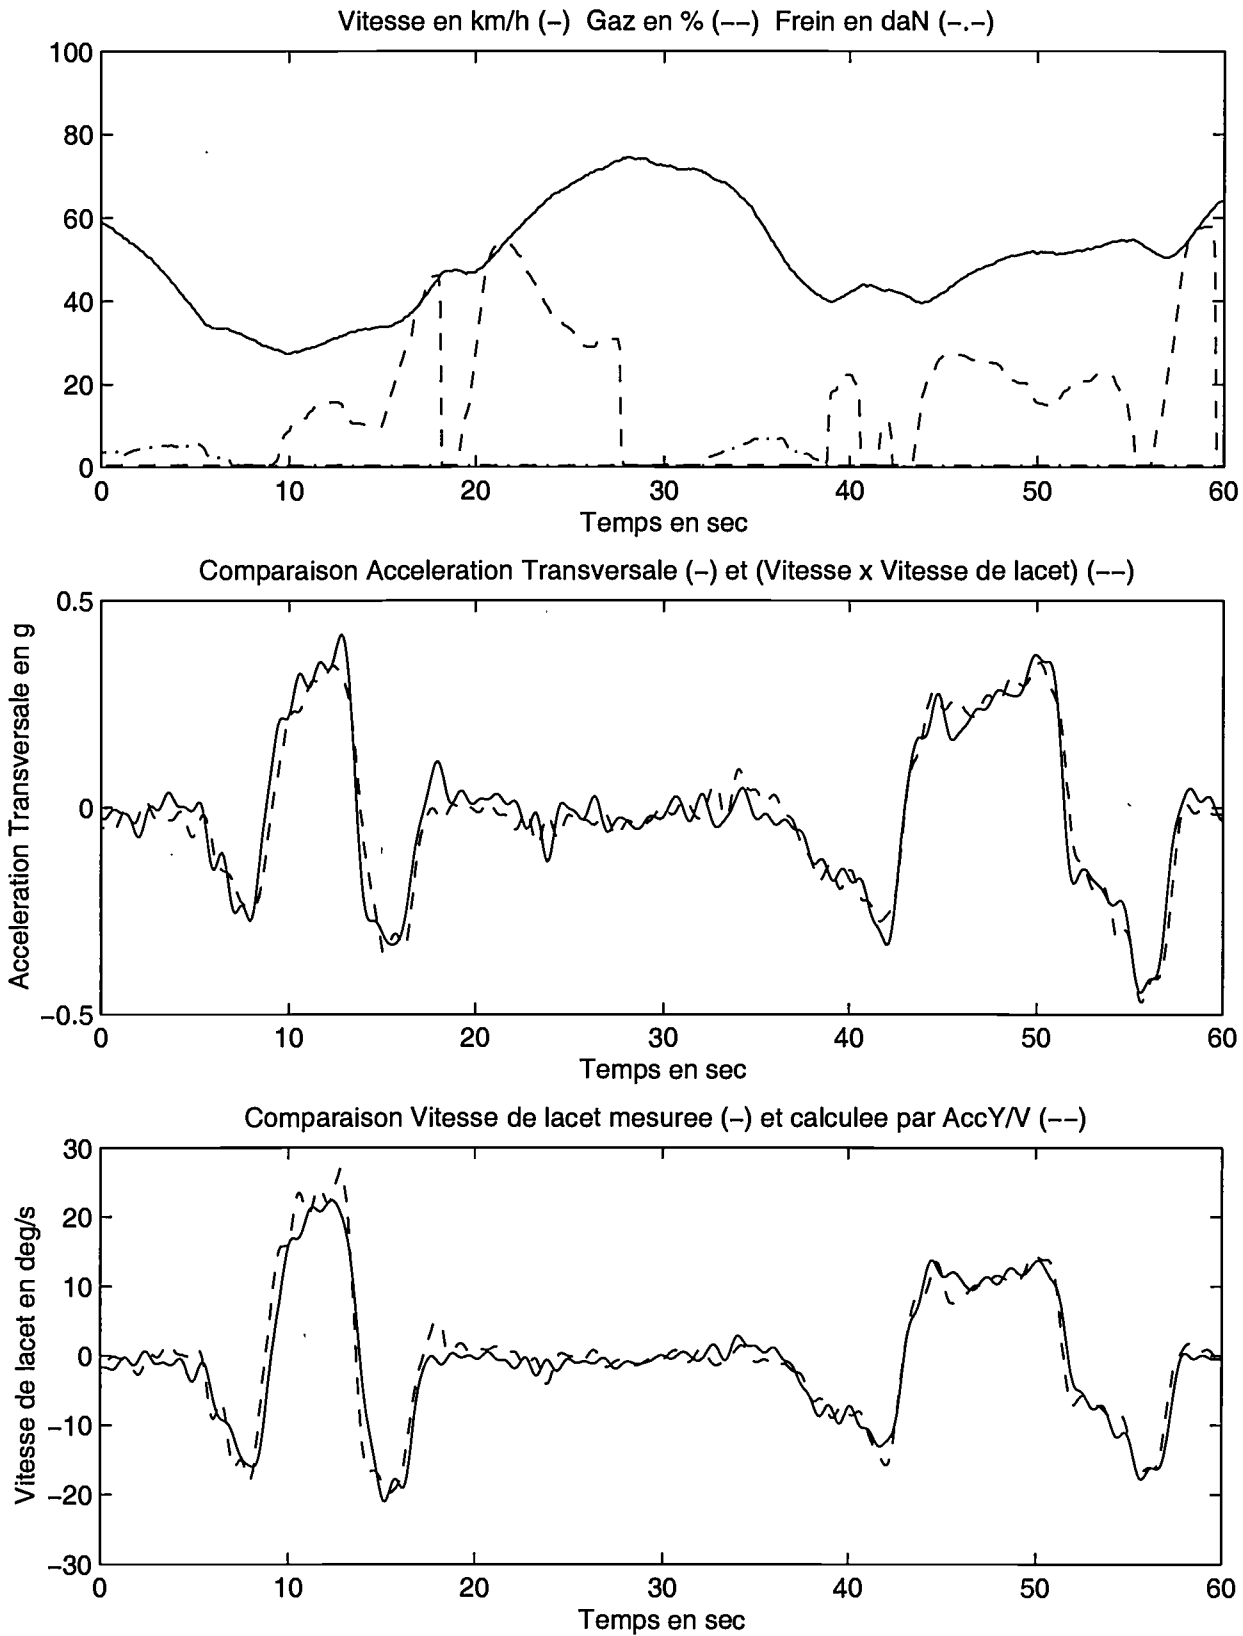 Vitesse en km/h (-) Gaz en % (--) Frein en daN (-.-)
100
80
60
40
20
0
0 10 20 30 40 50 60
Temps en sec
Comparaison Acceleration Transversale (-) et (Vitesse x Vitesse de lacet) (--)
Acceleration Transversale en g
0.5
0
-0.5
0 10 20 30 40 50 60
Temps en sec
Comparaison Vitesse de lacet mesuree (-) et calculee par AccY/V (--)
Vitesse de lacet en deg/s
30
20
10
0
-10
-20
-30
0 10 20 30 40 50 60
Temps en sec